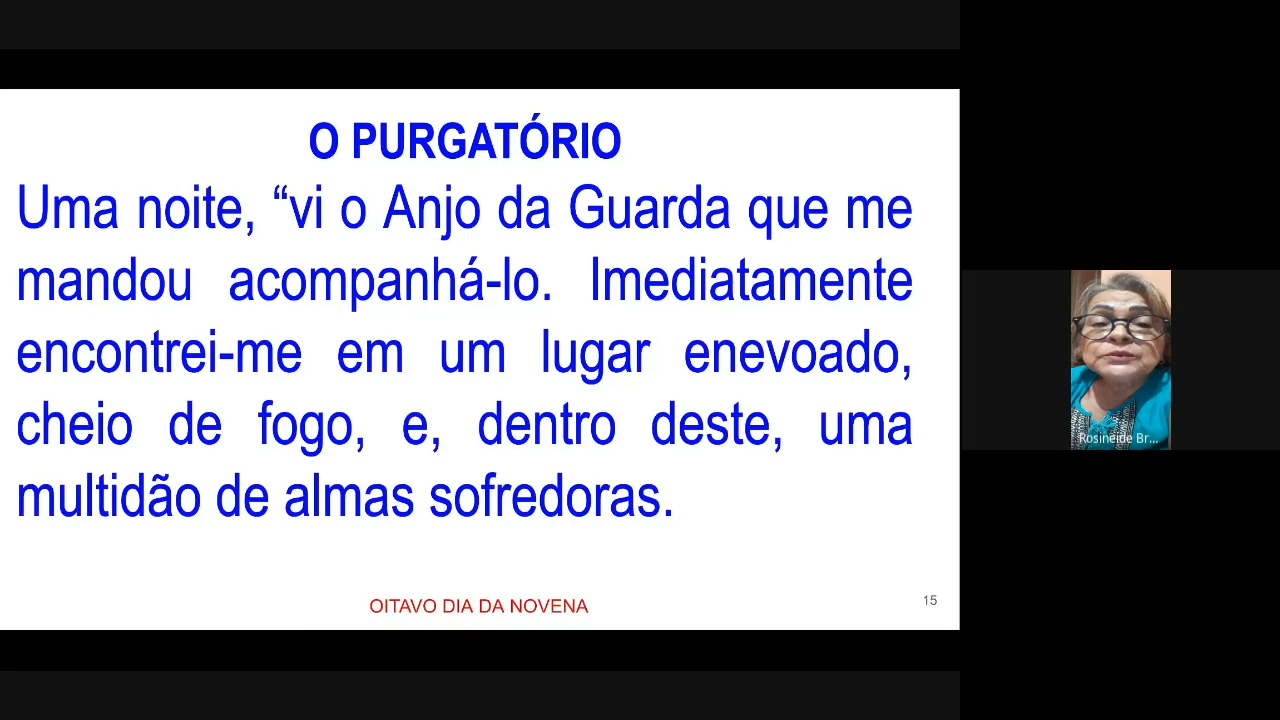 O PURGATÓRIO
Uma noite, “vi o Anjo da Guarda que me
mandou acompanhá-lo. Imediatamente
encontrei-me em um lugar enevoado,
cheio de fogo, e, dentro deste, uma
multidão de almas sofredoras.
OITAVO DIA DA NOVENA
15
Rosineide Br...